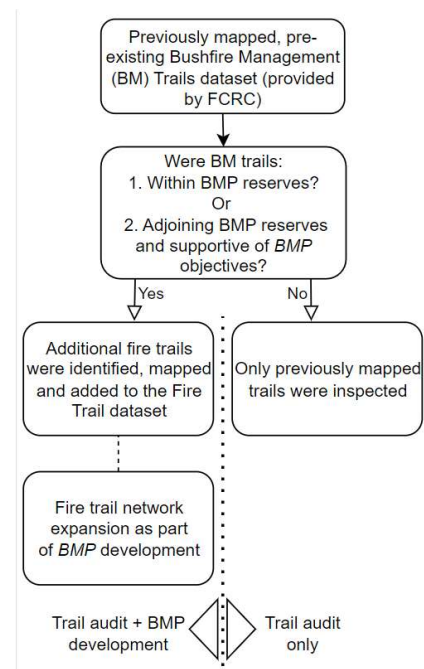 Previously mapped, pre-
existing Bushfire Management
(BM) Trails dataset (provided
by FCRC)
Were BM trails:
1. Within BMP reserves?
Or
2. Adjoining BMP reserves
and supportive of BMP
objectives?
Yes
No
Additional fire trails
were identified, mapped
and added to the Fire
Trail dataset
Only previously mapped
trails were inspected
Fire trail network
expansion as part
of BMP development
Trail audit + BMP
development
Trail audit
only